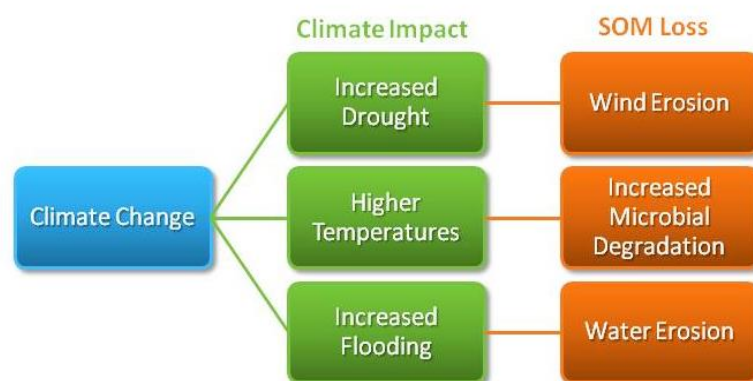 Climate Impact
SOM Loss
Increased
Drought
Wind Erosion
Climate Change
Higher
Temperatures
Increased
Microbial
Degradation
Increased
Flooding
Water Erosion